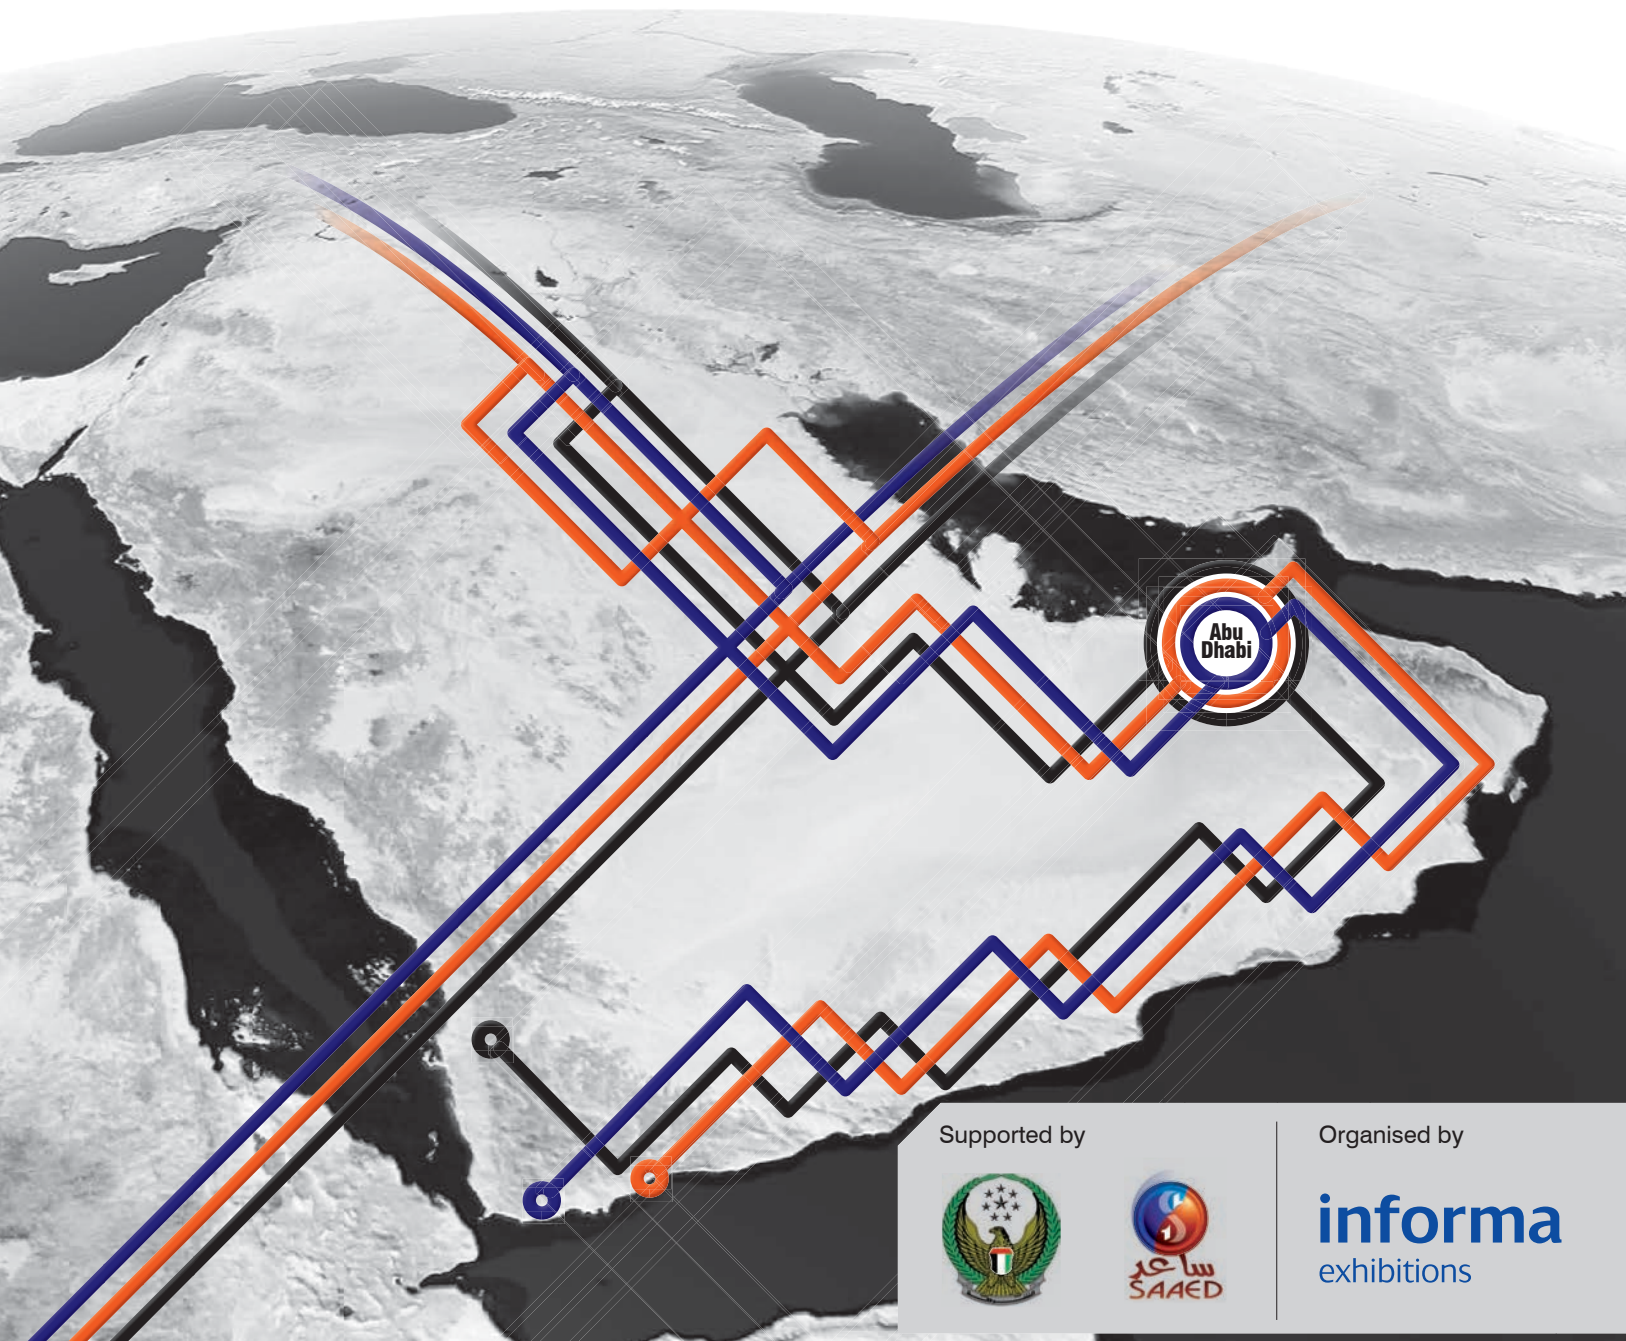 Abu
Dhabi
Supported by
Organised by
ساعد
SAAED
informa
exhibitions